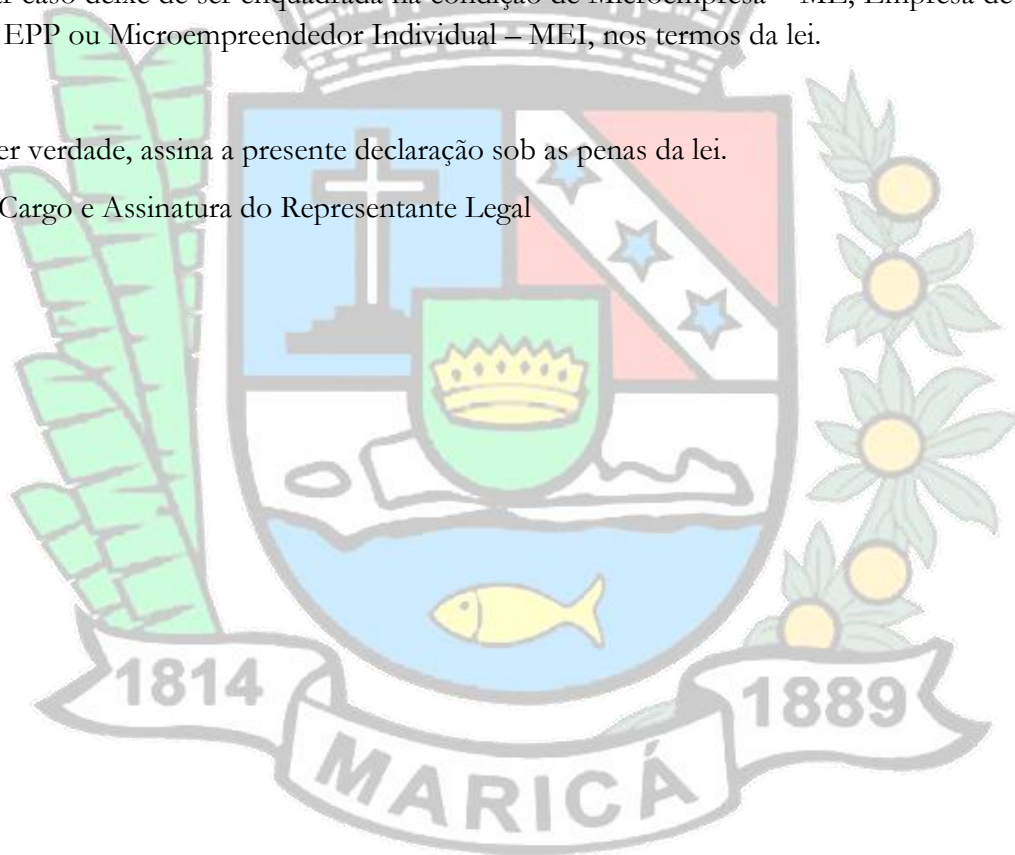 caso deixe de ser enquadrada na condição de Microempresa – ME, Empresa de
EPP ou Microempreendedor Individual – MEI, nos termos da lei.
verdade, assina a presente declaração sob as penas da lei.
Cargo e Assinatura do Representante Legal
1814
1889
MARICÁ